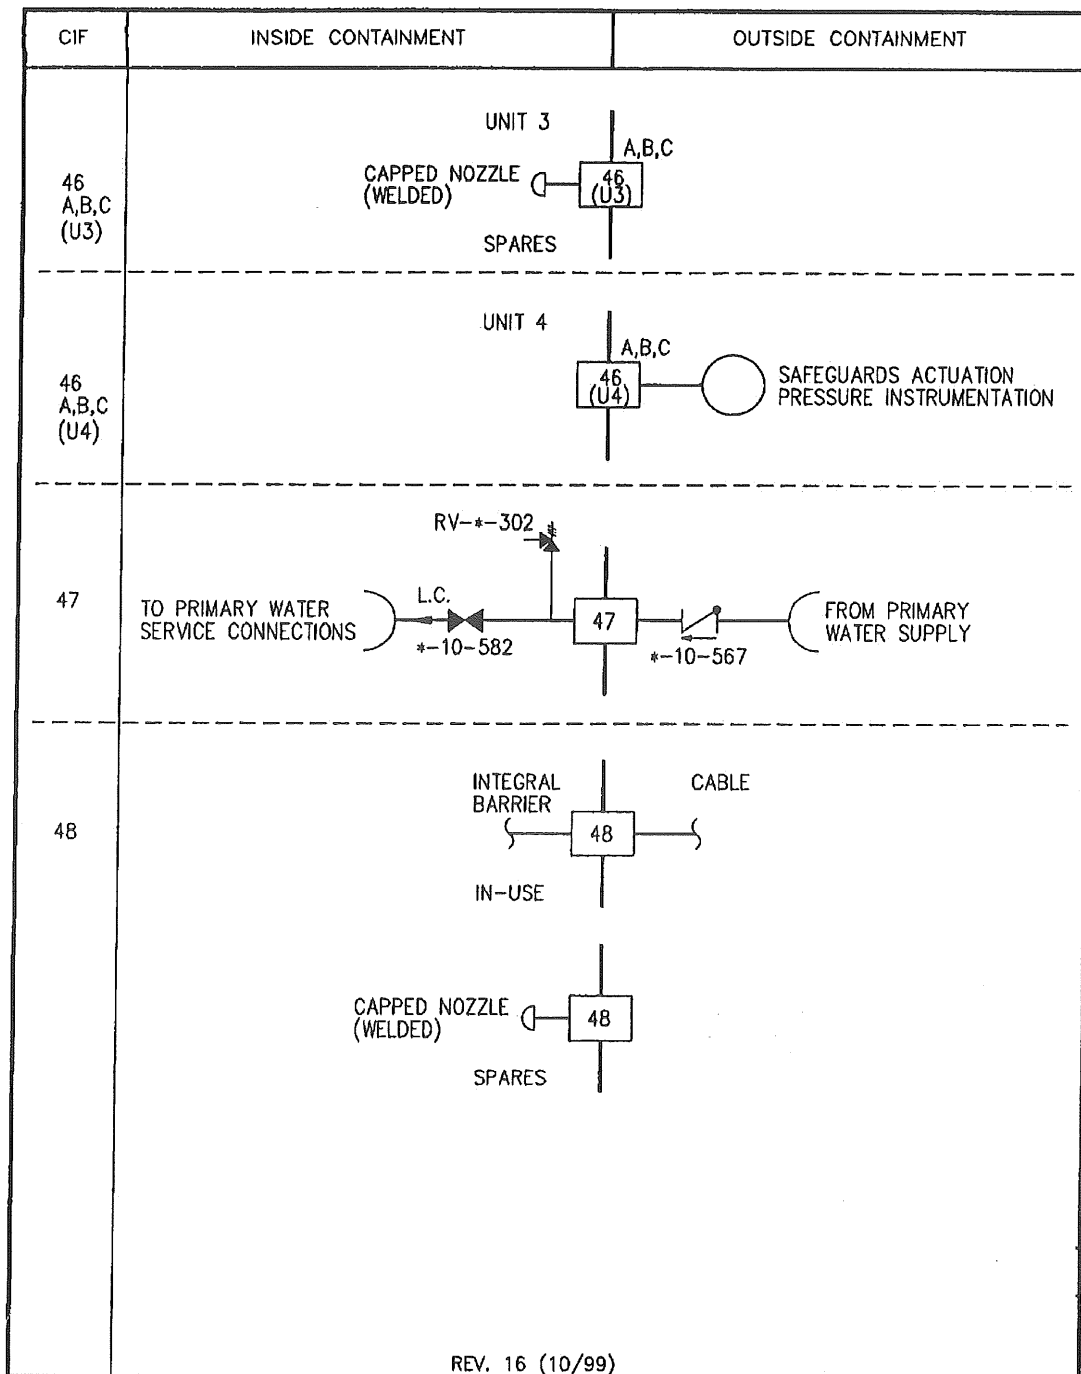 CIF
INSIDE CONTAINMENT
OUTSIDE CONTAINMENT
46
A,B,C
(U3)
UNIT 3
CAPPED NOZZLE
(WELDED)
A,B,C
46
(U3)
SPARES
46
A,B,C
(U4)
UNIT 4
A,B,C
46
(U4)
SAFEGUARDS ACTUATION
PRESSURE INSTRUMENTATION
47
RV-*-302
TO PRIMARY WATER
SERVICE CONNECTIONS
L.C.
*-10-582
47
*-10-567
FROM PRIMARY
WATER SUPPLY
48
INTEGRAL
BARRIER
48
CABLE
IN-USE
CAPPED NOZZLE
(WELDED)
48
SPARES
REV. 16 (10/99)